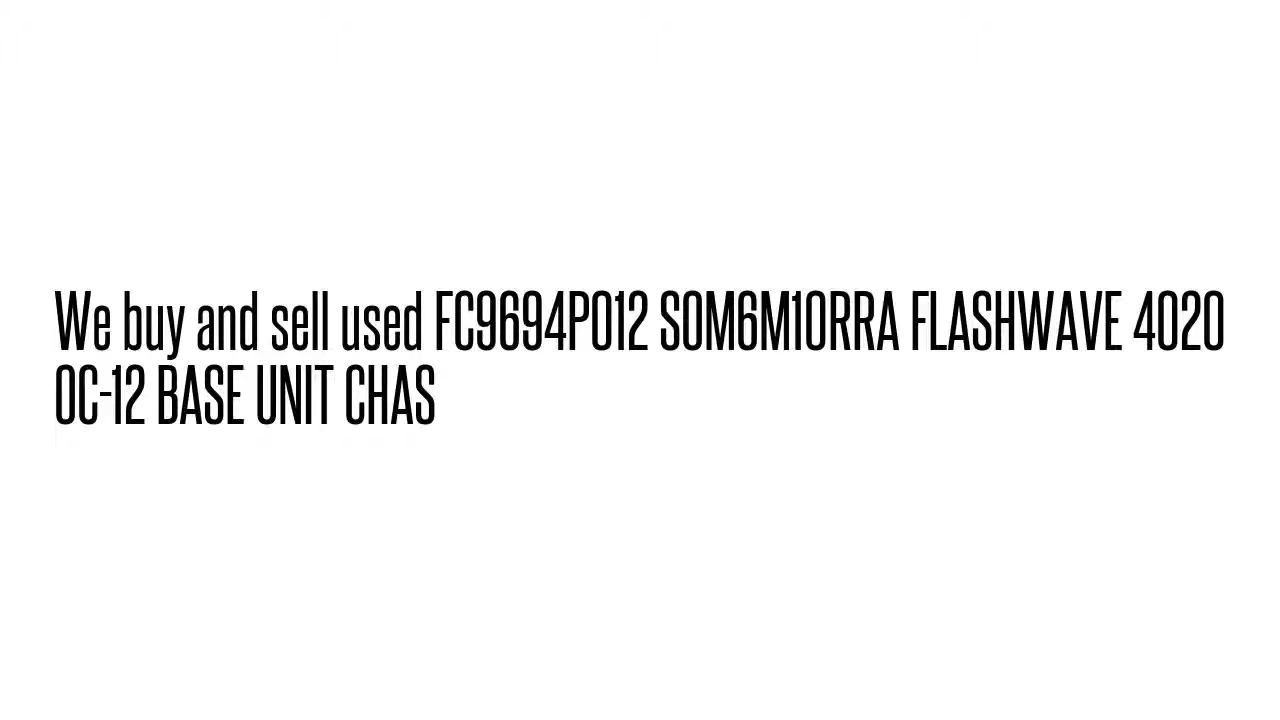 We buy and sell used FC9694P012 S0M6M10RRA FLASHWAVE 4020
OC-12 BASE UNIT CHAS